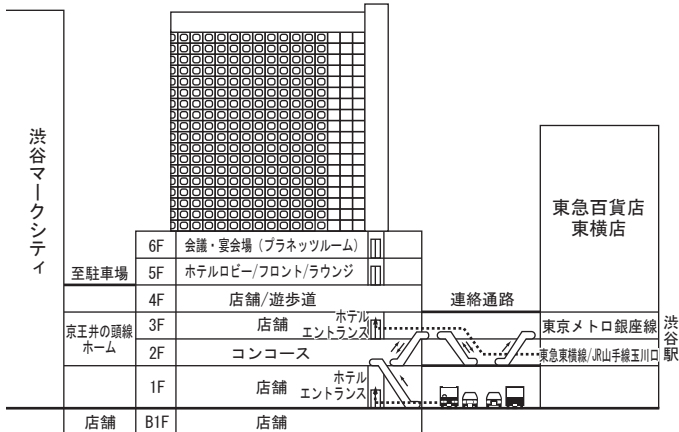 渋谷マークシティ
東急百貨店
東横店
6F 会議・宴会場（プラネッツルーム）
至駐車場 5F ホテルロビー/フロント/ラウンジ
4F 店舗/遊歩道 連絡通路
京王井の頭線
ホーム
3F 店舗 ホテル
エントランス
東京メトロ銀座線
渋谷駅
2F コンコース
東急東横線/JR山手線玉川口
1F 店舗 ホテル
エントランス
店舗 B1F 店舗